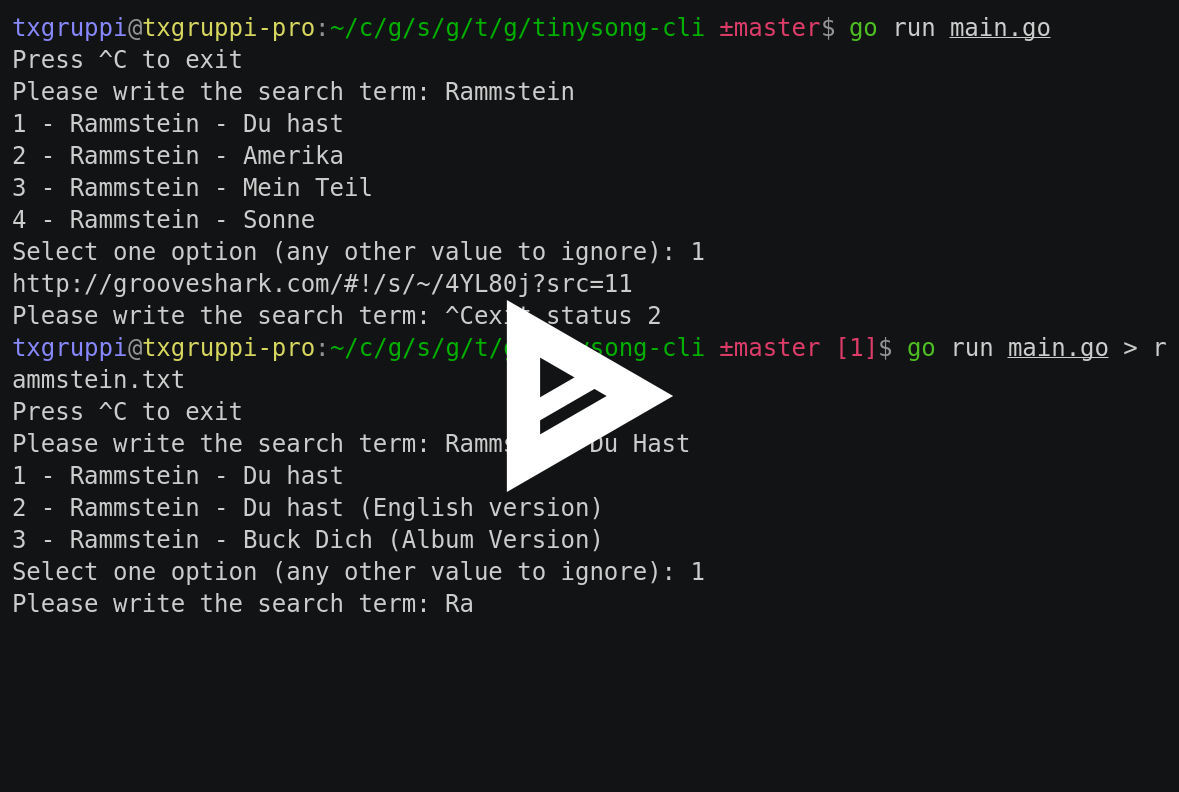 txgruppi@txgruppi-pro:~/c/g/s/g/t/g/tinysong-cli ±master$ go run main.go
Press ^C to exit
Please write the search term: Rammstein
1 - Rammstein - Du hast
2 - Rammstein - Amerika
3 - Rammstein - Mein Teil
4 - Rammstein - Sonne
Select one option (any other value to ignore): 1
http://grooveshark.com/#!/s/~/4YL80j?src=11
Please write the search term: ^Cexit status 2
txgruppi@txgruppi-pro:~/c/g/s/g/t/g/tinysong-cli ±master [1]$ go run main.go > r
ammstein.txt
Press ^C to exit
Please write the search term: Rammstein Du Hast
1 - Rammstein - Du hast
2 - Rammstein - Du hast (English version)
3 - Rammstein - Buck Dich (Album Version)
Select one option (any other value to ignore): 1
Please write the search term: Ra